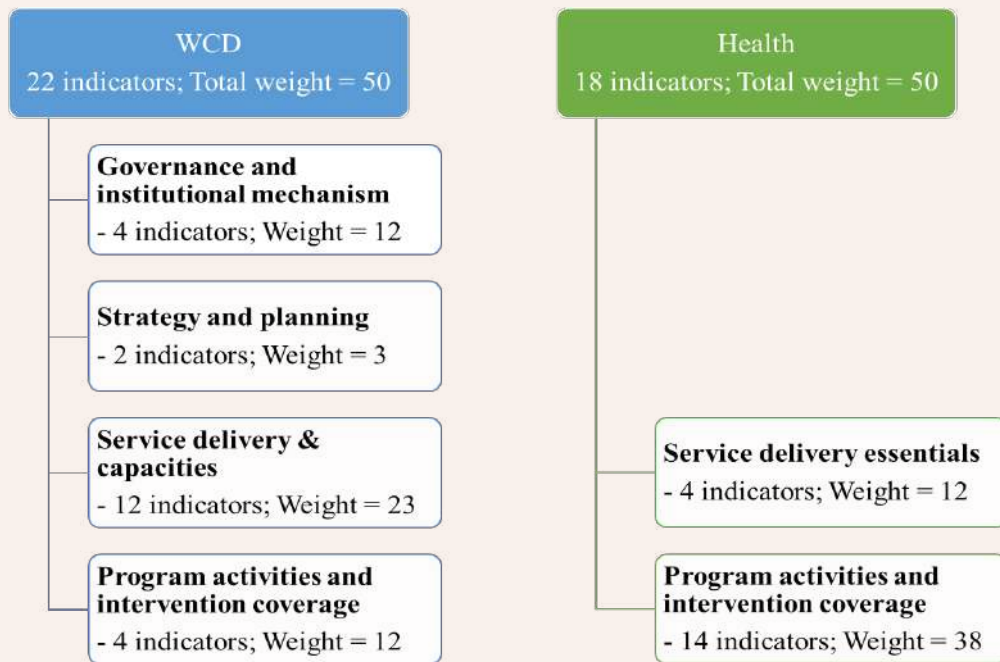 WCD
22 indicators; Total weight = 50
Governance and
institutional mechanism
- 4 indicators; Weight = 12
Strategy and planning
- 2 indicators; Weight = 3
Service delivery &
capacities
- 12 indicators; Weight = 23
Program activities and
intervention coverage
- 4 indicators; Weight = 12
Health
18 indicators; Total weight = 50
Service delivery essentials
- 4 indicators; Weight = 12
Program activities and
intervention coverage
- 14 indicators; Weight = 38